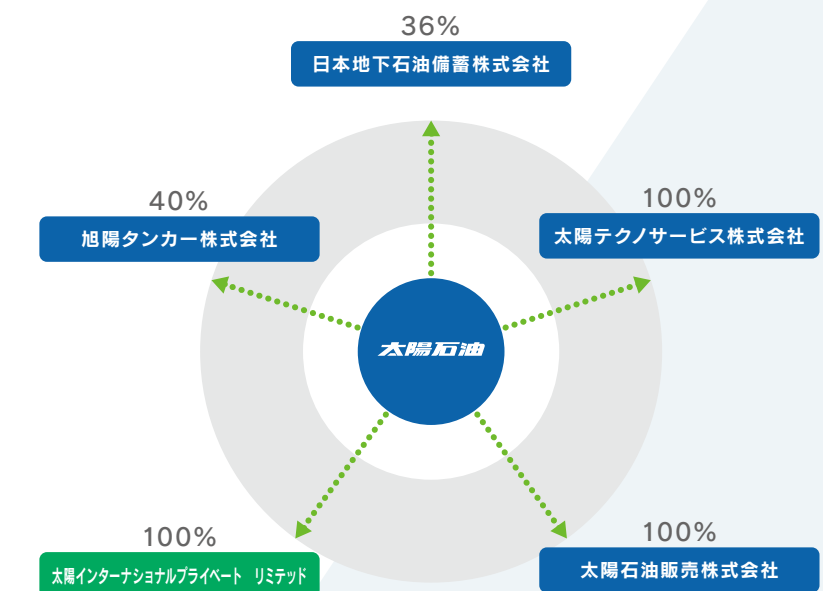 36%
日本地下石油備蓄株式会社
40%
旭陽タンカー株式会社
100%
太陽テクノサービス株式会社
太陽石油
100%
太陽インターナショナルプライベート リミテッド
100%
太陽石油販売株式会社